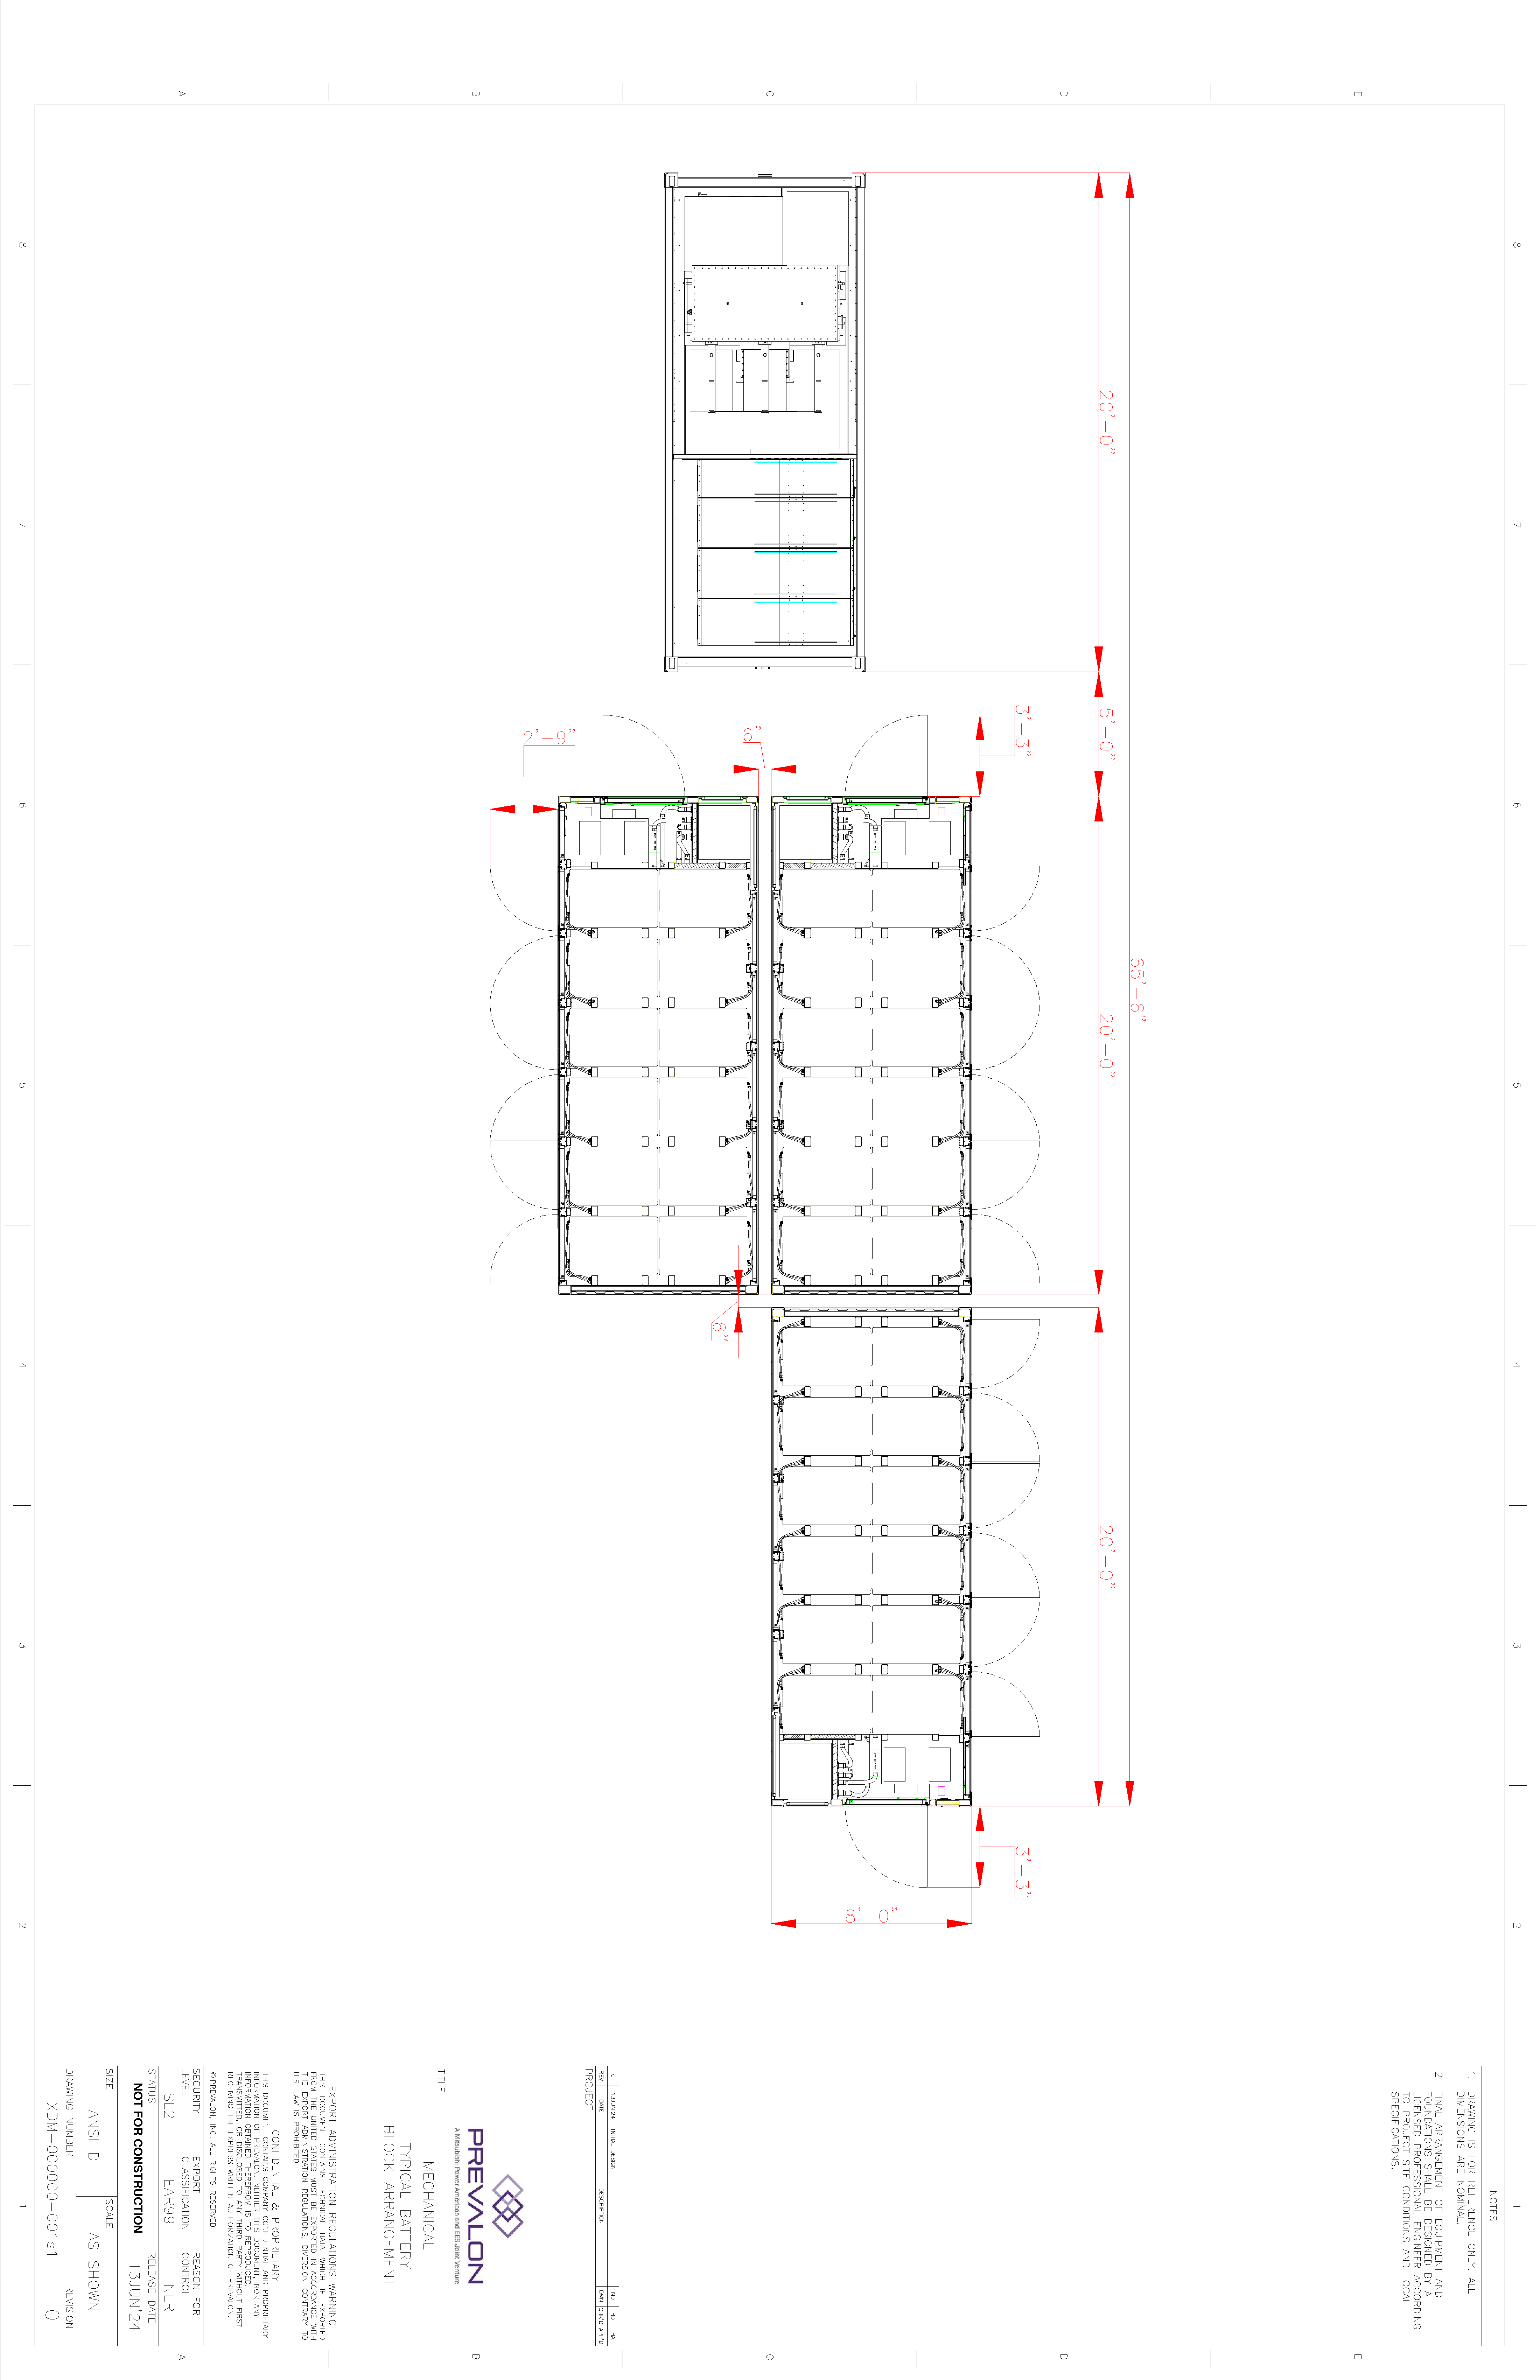 8
7
6
5
4
3
2
1
E
D
C
B
A
E
D
C
B
A
8
7
6
5
4
3
2
1
65'-6"
20'-0"
5'-0"
20'-0"
20'-0"
3'-3"
3'-3"
6"
2'-9"
6"
8'-0"
NOTES
1. DRAWING IS FOR REFERENCE ONLY. ALL
DIMENSIONS ARE NOMINAL.
2. FINAL ARRANGEMENT OF EQUIPMENT AND
FOUNDATIONS SHALL BE DESIGNED BY A
LICENSED PROFESSIONAL ENGINEER ACCORDING
TO PROJECT SITE CONDITIONS AND LOCAL
SPECIFICATIONS.
0 13JUN'24 INITIAL DESIGN NG HD HA
REV DATE DESCRIPTION DWN CHK'D APP'D
PROJECT
PREVALON
A Mitsubishi Power Americas and EES Joint Venture
TITLE
MECHANICAL
TYPICAL BATTERY
BLOCK ARRANGEMENT
EXPORT ADMINISTRATION REGULATIONS WARNING
THIS DOCUMENT CONTAINS TECHNICAL DATA WHICH IF EXPORTED
FROM THE UNITED STATES MUST BE EXPORTED IN ACCORDANCE WITH
THE EXPORT ADMINISTRATION REGULATIONS. DIVERSION CONTRARY TO
U.S. LAW IS PROHIBITED.
CONFIDENTIAL & PROPRIETARY
THIS DOCUMENT CONTAINS COMPANY CONFIDENTIAL AND PROPRIETARY
INFORMATION OF PREVALON. NEITHER THIS DOCUMENT, NOR ANY
INFORMATION OBTAINED THEREFROM IS TO REPRODUCED,
TRANSMITTED, OR DISCLOSED TO ANY THIRD-PARTY WITHOUT FIRST
RECEIVING THE EXPRESS WRITTEN AUTHORIZATION OF PREVALON.
© PREVALON, INC. ALL RIGHTS RESERVED
SECURITY LEVEL SL2
EXPORT CLASSIFICATION EAR99
REASON FOR CONTROL NLR
STATUS
NOT FOR CONSTRUCTION
RELEASE DATE
13JUN'24
SIZE ANSI D
SCALE AS SHOWN
DRAWING NUMBER
XDM-000000-001s1
REVISION
0